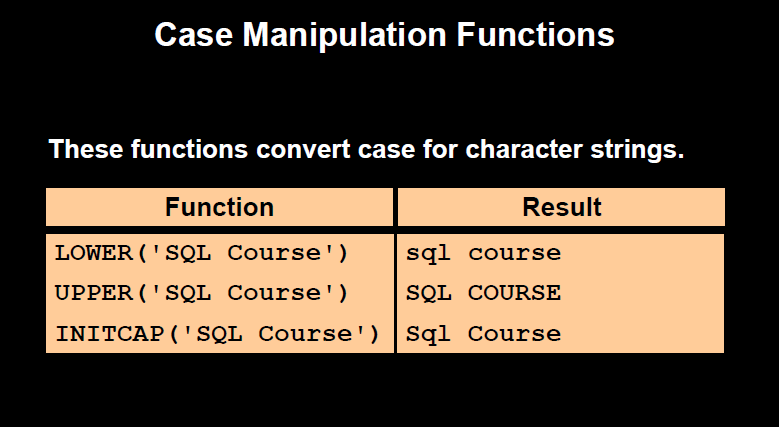 Case Manipulation Functions
These functions convert case for character strings.
Function Result
LOWER('SQL Course') sql course
UPPER('SQL Course') SQL COURSE
INITCAP('SQL Course') Sql Course